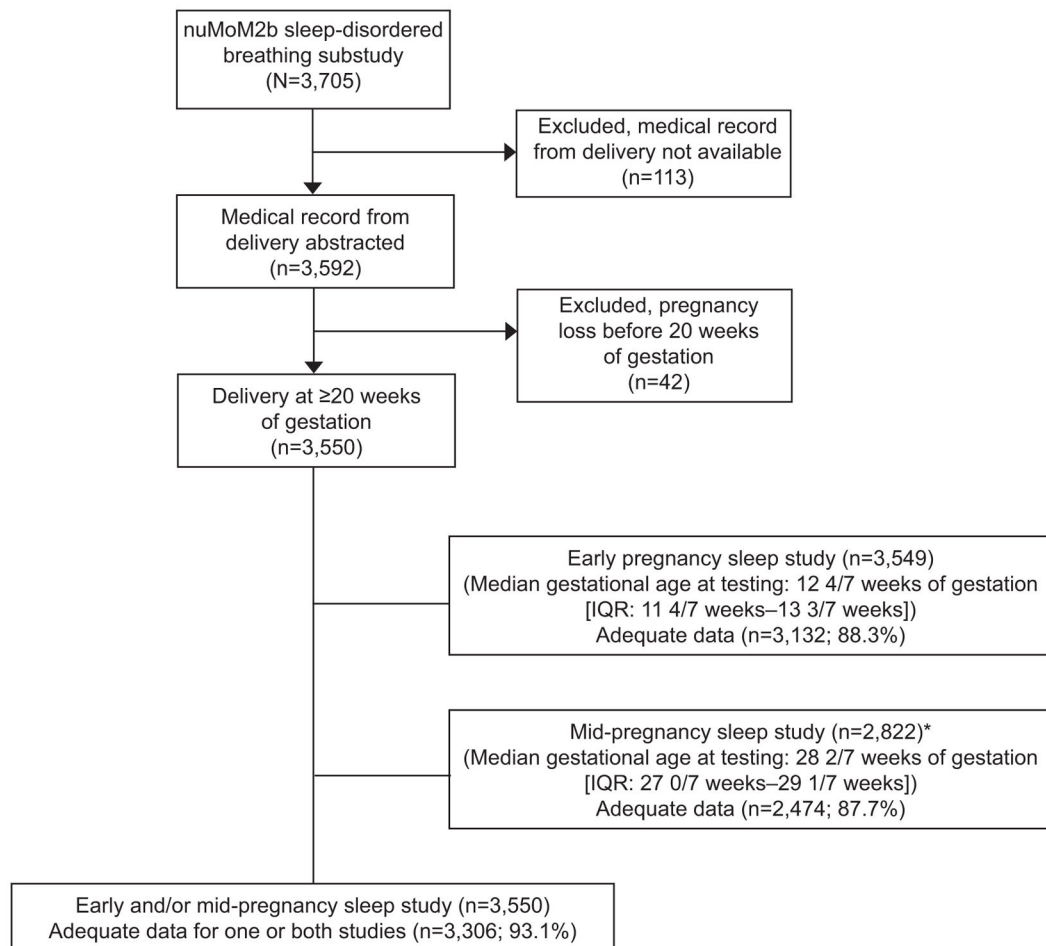 nuMoM2b sleep-disordered
breathing substudy
(N=3,705)
Excluded, medical record
from delivery not available
(n=113)
Medical record from
delivery abstracted
(n=3,592)
Excluded, pregnancy
loss before 20 weeks
of gestation
(n=42)
Delivery at ≥20 weeks
of gestation
(n=3,550)
Early pregnancy sleep study (n=3,549)
(Median gestational age at testing: 12 4/7 weeks of gestation
[IQR: 11 4/7 weeks–13 3/7 weeks])
Adequate data (n=3,132; 88.3%)
Mid-pregnancy sleep study (n=2,822)*
(Median gestational age at testing: 28 2/7 weeks of gestation
[IQR: 27 0/7 weeks–29 1/7 weeks])
Adequate data (n=2,474; 87.7%)
Early and/or mid-pregnancy sleep study (n=3,550)
Adequate data for one or both studies (n=3,306; 93.1%)